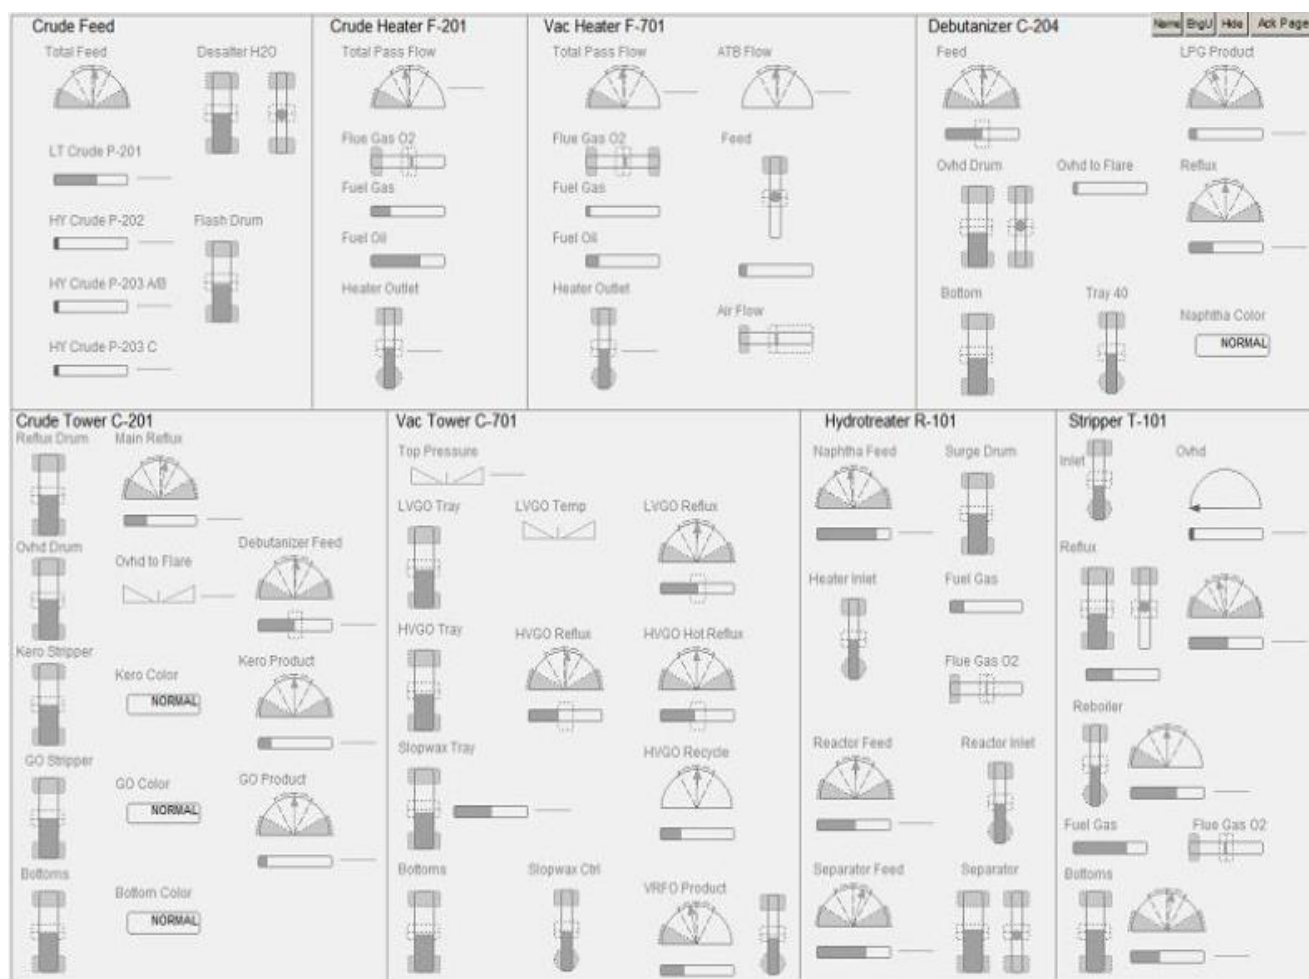 Crude Feed
Total Feed
Desalter H2O
LT Crude P-201
HY Crude P-202
Flash Drum
HY Crude P-203 A/B
HY Crude P-203 C
Crude Heater F-201
Total Pass Flow
Flue Gas O2
Fuel Gas
Fuel Oil
Heater Outlet
Vac Heater F-701
Total Pass Flow
ATB Flow
Flue Gas O2
Feed
Fuel Gas
Fuel Oil
Heater Outlet
Air Flow
Debutanizer C-204
Name EngU Hide Ack Page
Feed
LPG Product
Ovhd Drum
Ovhd to Flare
Reflux
Bottom
Tray 40
Naphtha Color
NORMAL
Crude Tower C-201
Reflux Drum
Main Reflux
Ovhd Drum
Ovhd to Flare
Debutanizer Feed
Kero Stripper
Kero Color
NORMAL
Kero Product
GO Stripper
GO Color
NORMAL
GO Product
Bottoms
Bottom Color
NORMAL
Vac Tower C-701
Top Pressure
LVGO Tray
LVGO Temp
LVGO Reflux
HVGO Tray
HVGO Reflux
HVGO Hot Reflux
Slopwax Tray
HVGO Recycle
Bottoms
Slopwax Ctrl
VRFO Product
Hydrotreater R-101
Naphtha Feed
Surge Drum
Heater Inlet
Fuel Gas
Flue Gas O2
Reactor Feed
Reactor Inlet
Separator Feed
Separator
Stripper T-101
Inlet
Ovhd
Reflux
Reboiler
Fuel Gas
Flue Gas O2
Bottoms